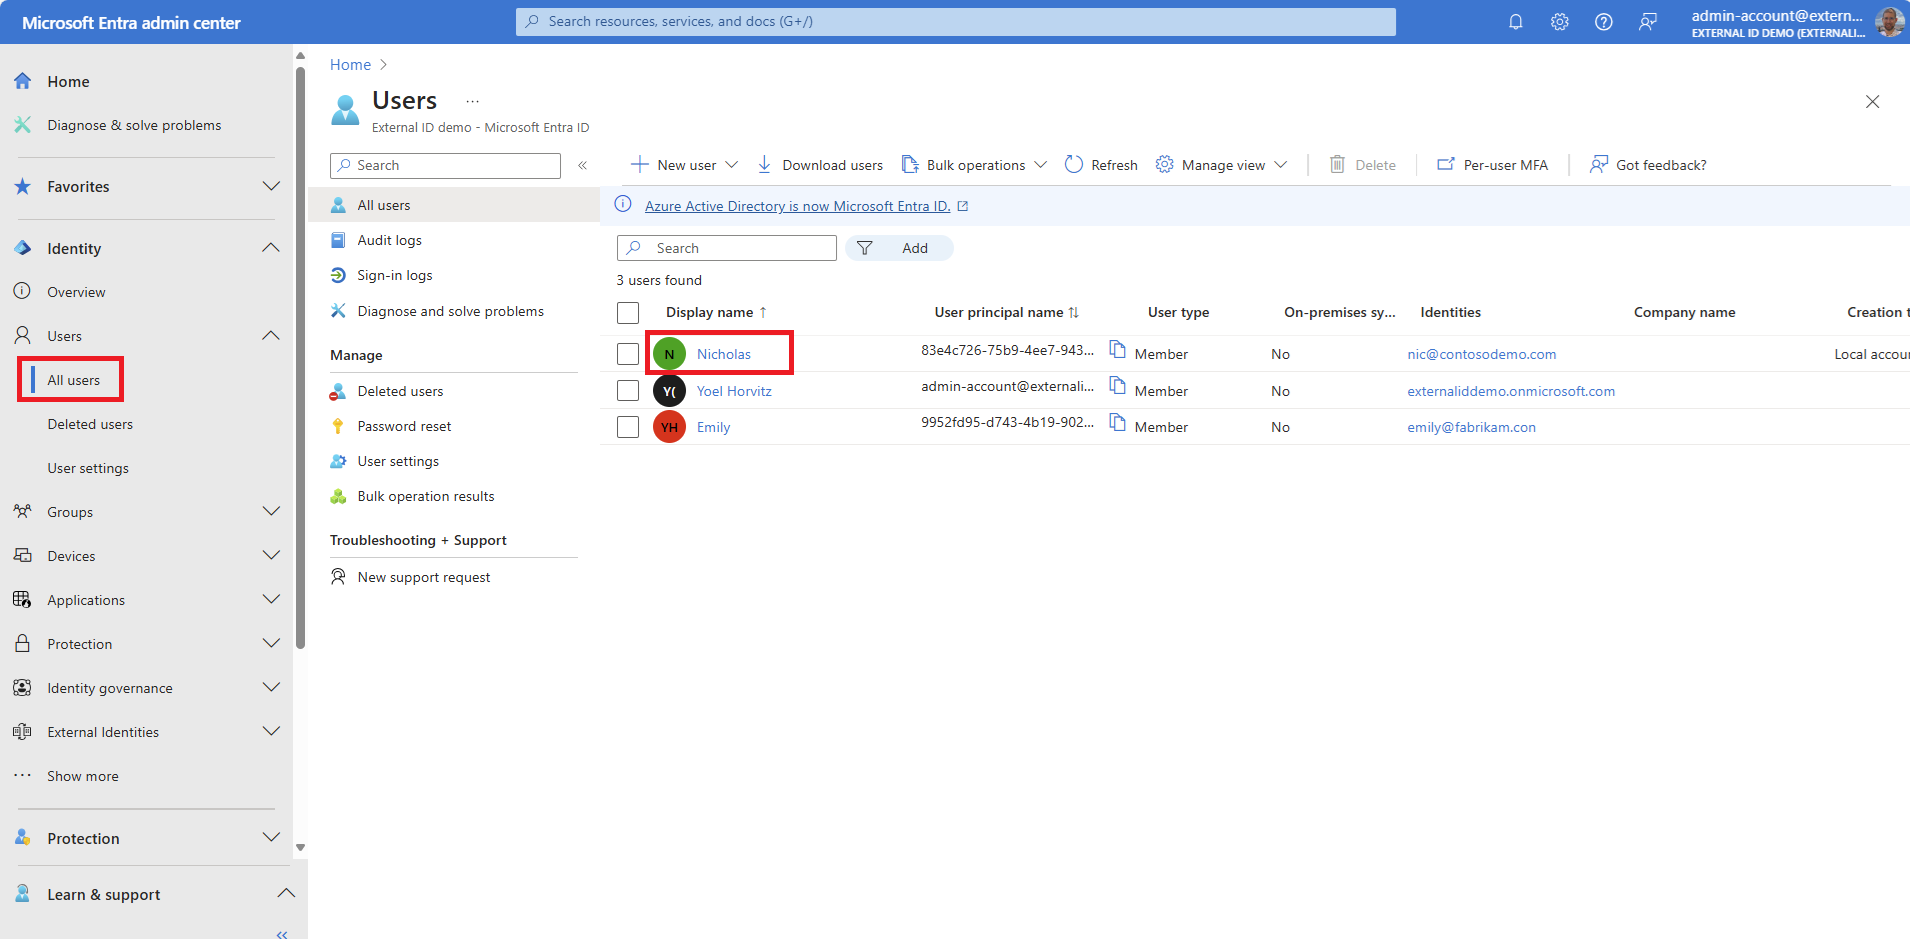 Microsoft Entra admin center
Search resources, services, and docs (G+/)
admin-account@extern...
EXTERNAL ID DEMO (EXTERNALI...
Home
Diagnose & solve problems
Favorites
Identity
Overview
Users
All users
Deleted users
User settings
Groups
Devices
Applications
Protection
Identity governance
External Identities
Show more
Protection
Learn & support
Home
Users
External ID demo - Microsoft Entra ID
Search
All users
Audit logs
Sign-in logs
Diagnose and solve problems
Manage
Deleted users
Password reset
User settings
Bulk operation results
Troubleshooting + Support
New support request
New user
Download users
Bulk operations
Refresh
Manage view
Delete
Per-user MFA
Got feedback?
Azure Active Directory is now Microsoft Entra ID.
Search
Add
3 users found
Display name ↑ User principal name ↑↓ User type On-premises sy... Identities Company name Creation t
N Nicholas 83e4c726-75b9-4ee7-943... Member No nic@contosodemo.com Local accou
Y( Yoel Horvitz admin-account@externali... Member No externaliddemo.onmicrosoft.com
YH Emily 9952fd95-d743-4b19-902... Member No emily@fabrikam.con